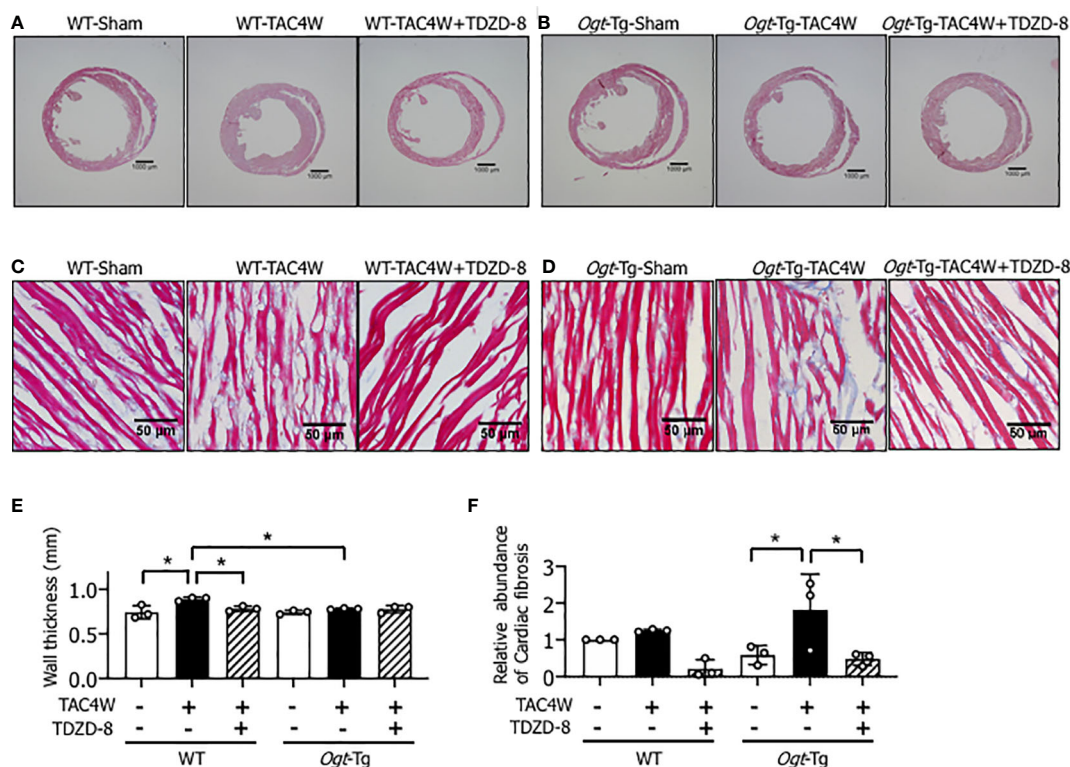 A WT-Sham WT-TAC4W WT-TAC4W+TDZD-8 B Ogt-Tg-Sham Ogt-Tg-TAC4W Ogt-Tg-TAC4W+TDZD-8
1000 µm 1000 µm 1000 µm 1000 µm 1000 µm 1000 µm
C WT-Sham WT-TAC4W WT-TAC4W+TDZD-8 D Ogt-Tg-Sham Ogt-Tg-TAC4W Ogt-Tg-TAC4W+TDZD-8
50 µm 50 µm 50 µm 50 µm 50 µm 50 µm
E
Wall thickness (mm)
1.0
0.5
0.0
* * *
TAC4W - + + - + +
TDZD-8 - - + - - +
WT Ogt-Tg
F
Relative abundance
of Cardiac fibrosis
3
2
1
0
* *
TAC4W - + + - + +
TDZD-8 - - + - - +
WT Ogt-Tg